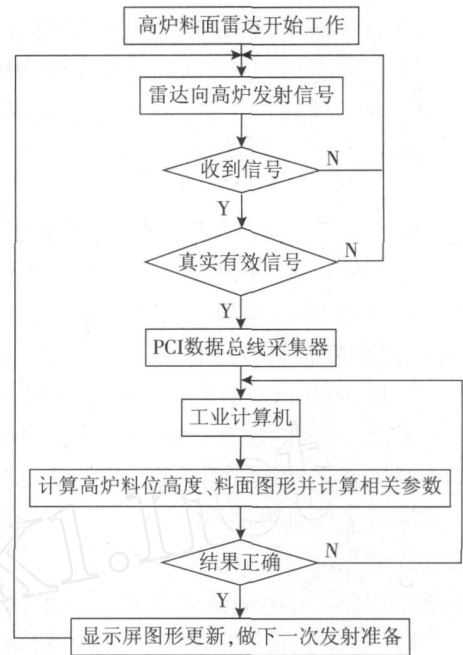 高炉料面雷达开始工作
雷达向高炉发射信号
收到信号
N
Y
真实有效信号
N
Y
PCI数据总线采集器
工业计算机
计算高炉料位高度、料面图形并计算相关参数
结果正确
N
Y
显示屏图形更新,做下一次发射准备